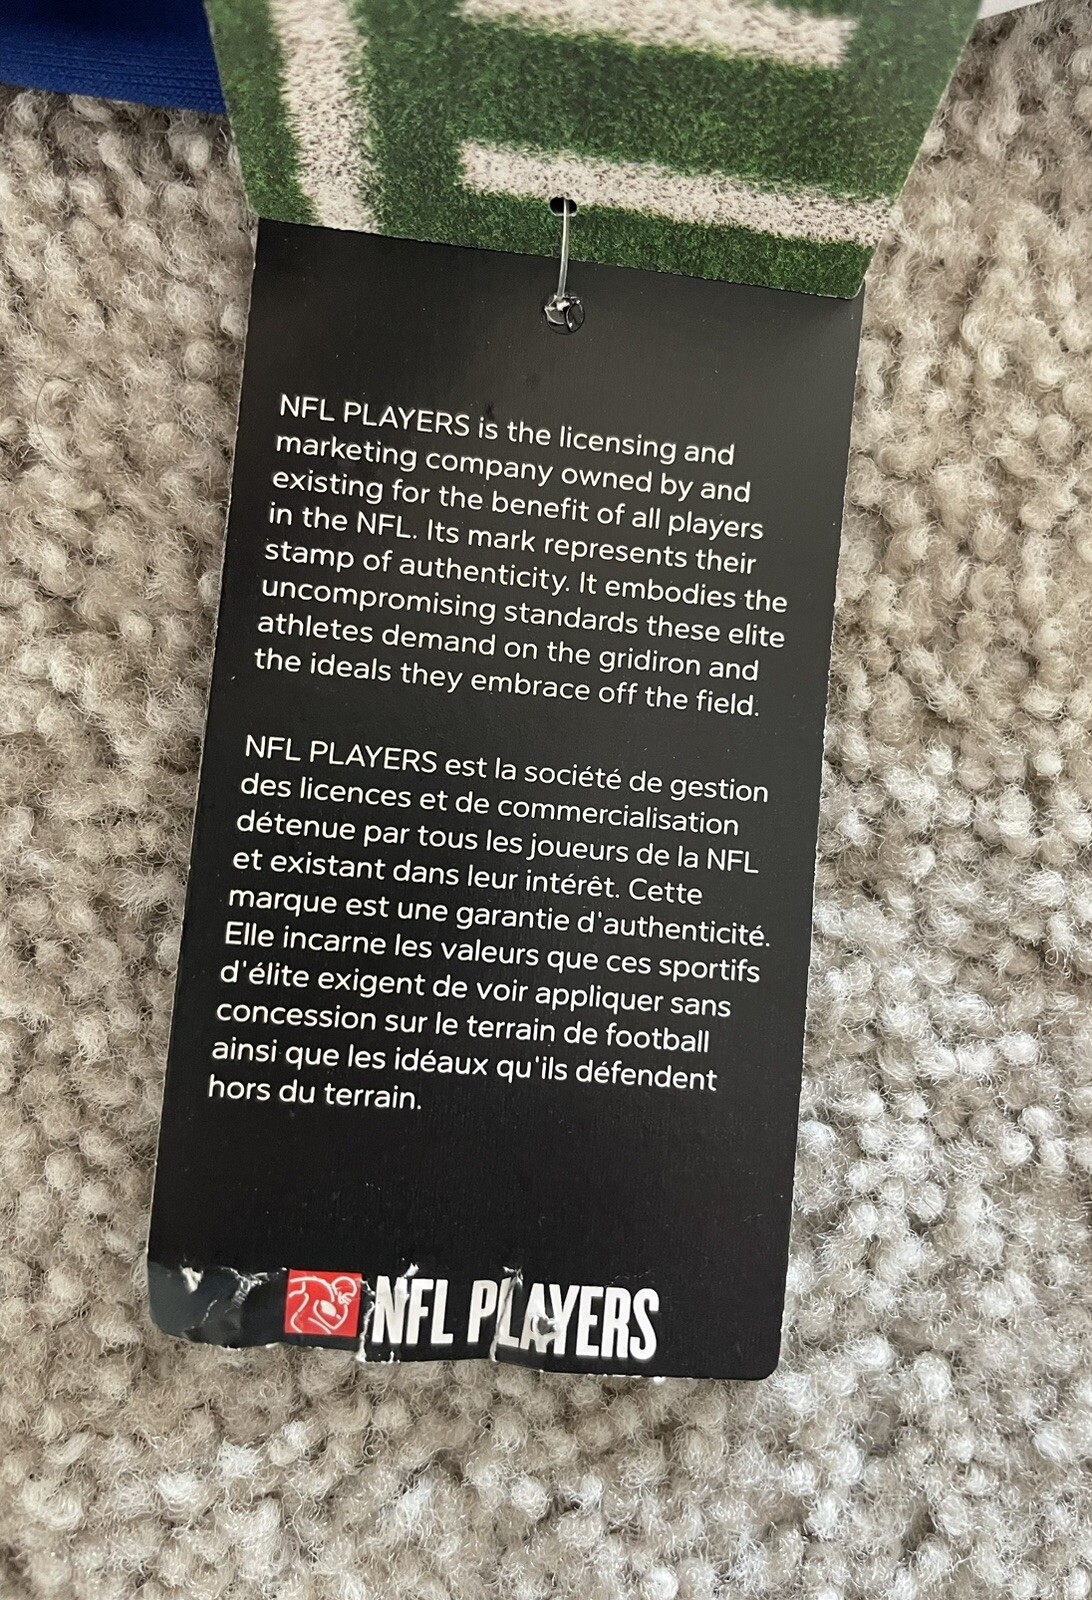 NFL PLAYERS is the licensing and
marketing company owned by and
existing for the benefit of all players
in the NFL. Its mark represents their
stamp of authenticity. It embodies the
uncompromising standards these elite
athletes demand on the gridiron and
the ideals they embrace off the field.
NFL PLAYERS est la société de gestion
des licences et de commercialisation
détenue par tous les joueurs de la NFL
et existant dans leur intérêt. Cette
marque est une garantie d'authenticité.
Elle incarne les valeurs que ces sportifs
d'élite exigent de voir appliquer sans
concession sur le terrain de football
ainsi que les idéaux qu'ils défendent
hors du terrain.
NFL PLAYERS